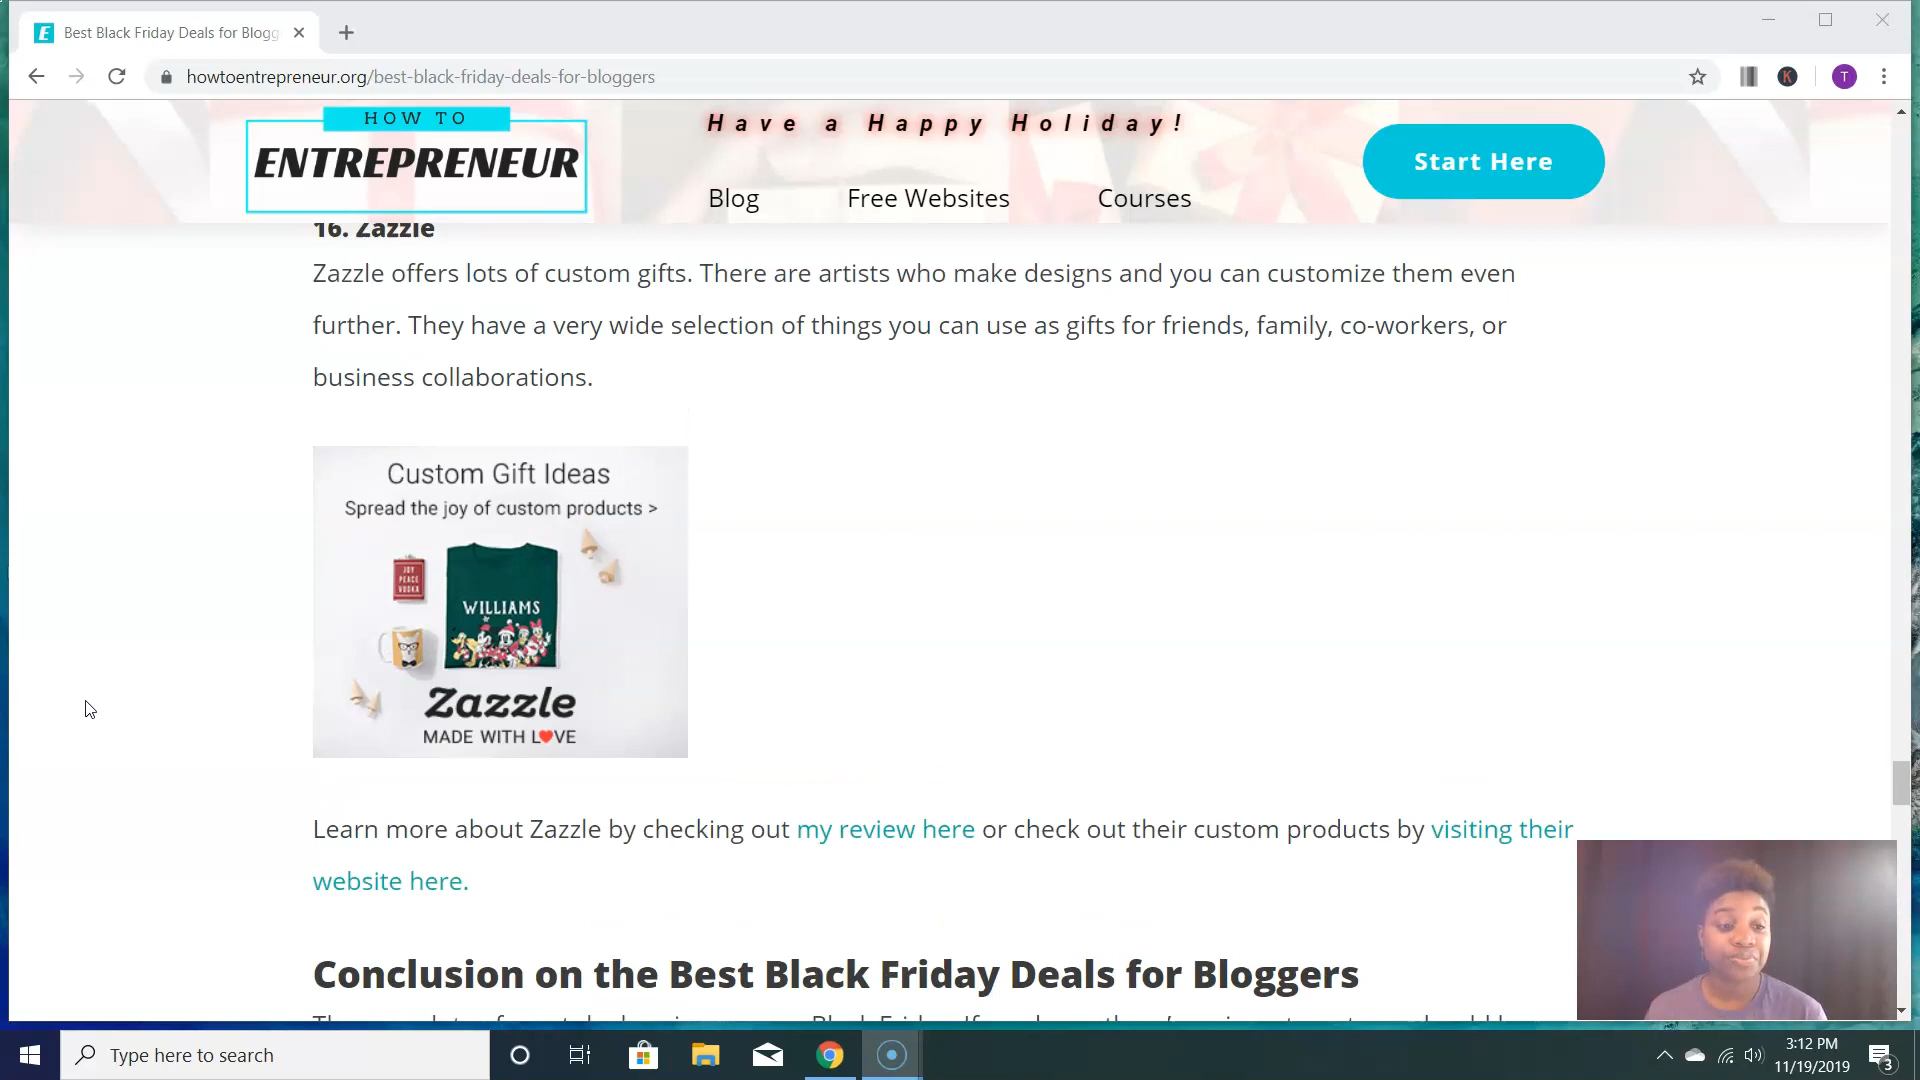 Best Black Friday Deals for Blogg
howtoentrepreneur.org/best-black-friday-deals-for-bloggers
K
T
HOW TO
ENTREPRENEUR
Have a Happy Holiday!
Blog
Free Websites
Courses
Start Here
16. Zazzle
Zazzle offers lots of custom gifts. There are artists who make designs and you can customize them even
further. They have a very wide selection of things you can use as gifts for friends, family, co-workers, or
business collaborations.
Custom Gift Ideas
Spread the joy of custom products >
JOY
PEACE
VODKA
WILLIAMS
Zazzle
MADE WITH L❤VE
Learn more about Zazzle by checking out my review here or check out their custom products by visiting their
website here.
Conclusion on the Best Black Friday Deals for Bloggers
Type here to search
3:12 PM
11/19/2019
3